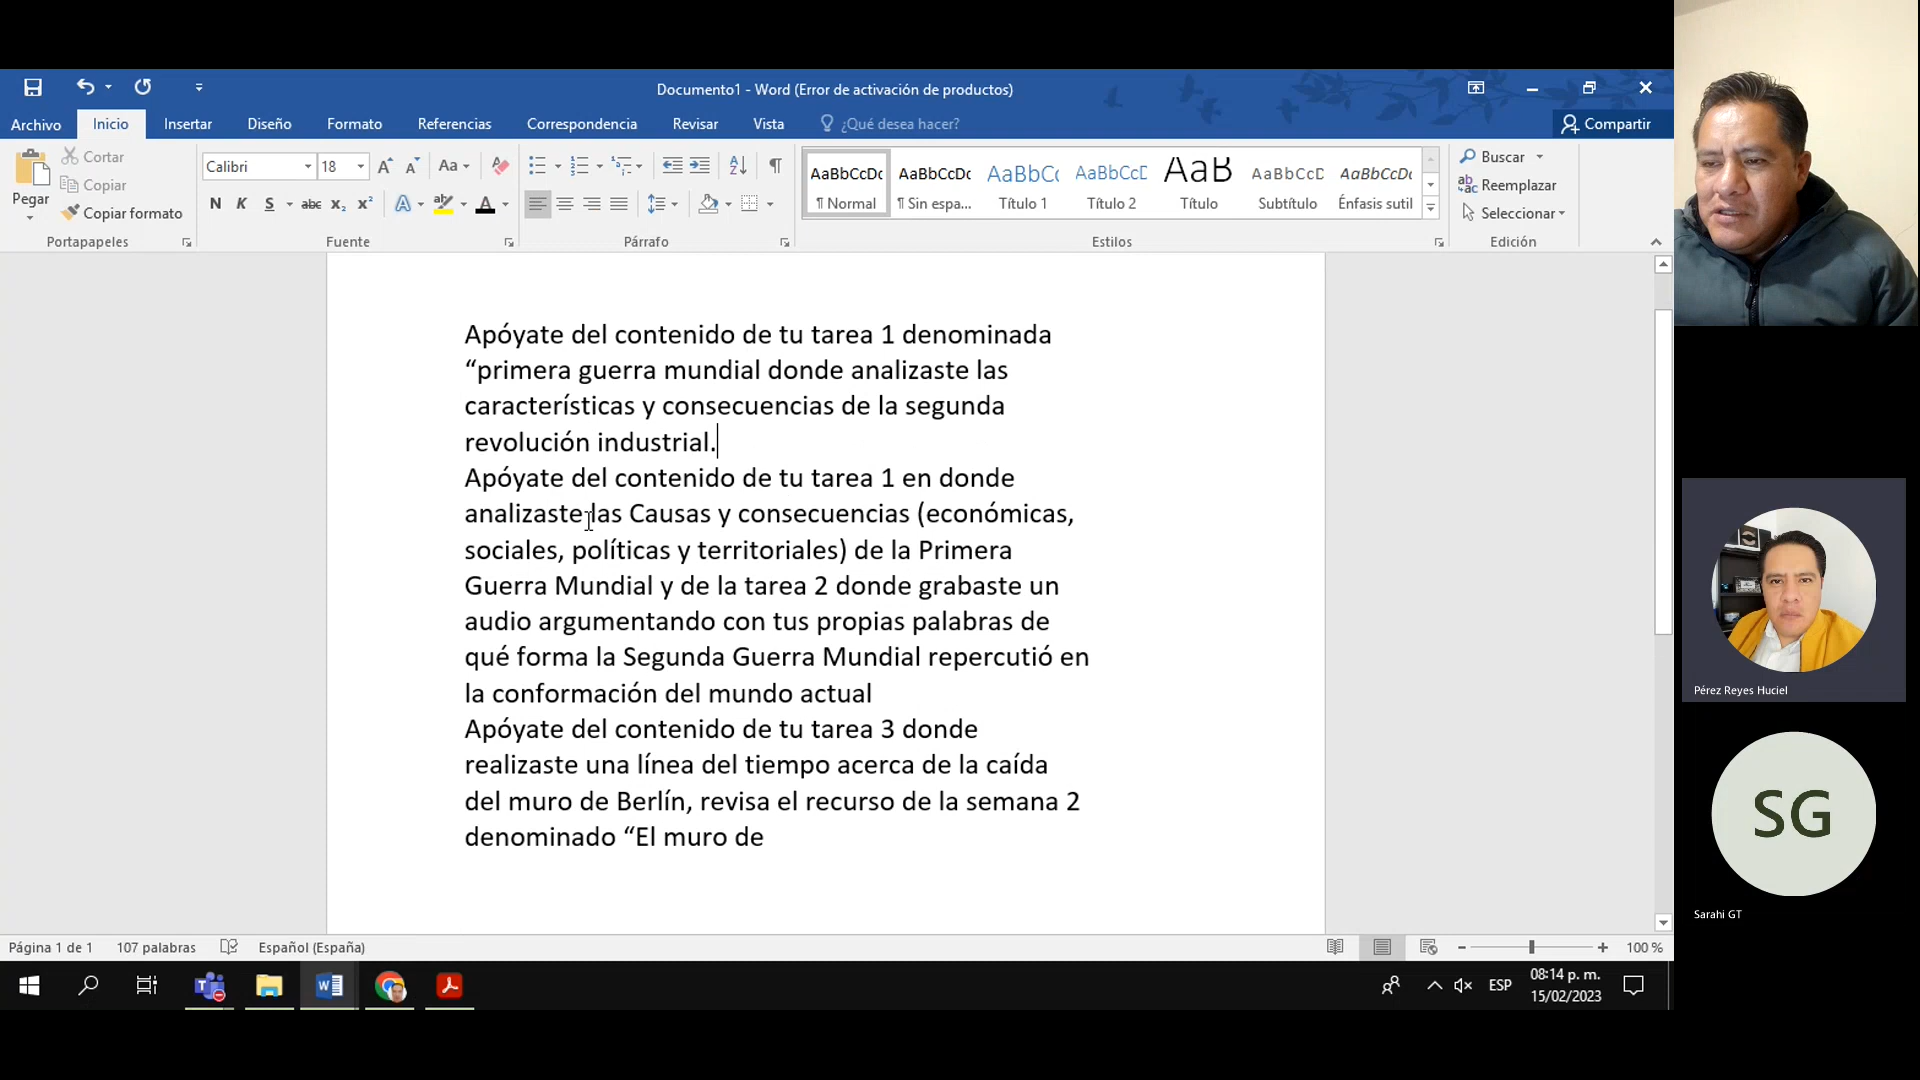 Documento1 - Word (Error de activación de productos)
Archivo Inicio Insertar Diseño Formato Referencias Correspondencia Revisar Vista ¿Qué desea hacer? Compartir
Pegar
Cortar
Copiar
Copiar formato
Portapapeles
Calibri 18
Aa
N K S abc x₂ x²
Fuente
Párrafo
AaBbCcDc AaBbCcDc AaBbCc AaBbCcD AaB AaBbCcD AaBbCcDc
¶ Normal ¶ Sin espa... Título 1 Título 2 Título Subtítulo Énfasis sutil
Estilos
Buscar
Reemplazar
Seleccionar
Edición
Apóyate del contenido de tu tarea 1 denominada
“primera guerra mundial donde analizaste las
características y consecuencias de la segunda
revolución industrial.
Apóyate del contenido de tu tarea 1 en donde
analizaste las Causas y consecuencias (económicas,
sociales, políticas y territoriales) de la Primera
Guerra Mundial y de la tarea 2 donde grabaste un
audio argumentando con tus propias palabras de
qué forma la Segunda Guerra Mundial repercutió en
la conformación del mundo actual
Apóyate del contenido de tu tarea 3 donde
realizaste una línea del tiempo acerca de la caída
del muro de Berlín, revisa el recurso de la semana 2
denominado “El muro de
Página 1 de 1 107 palabras Español (España) 100 %
ESP
08:14 p. m.
15/02/2023
Pérez Reyes Huciel
SG
Sarahi GT